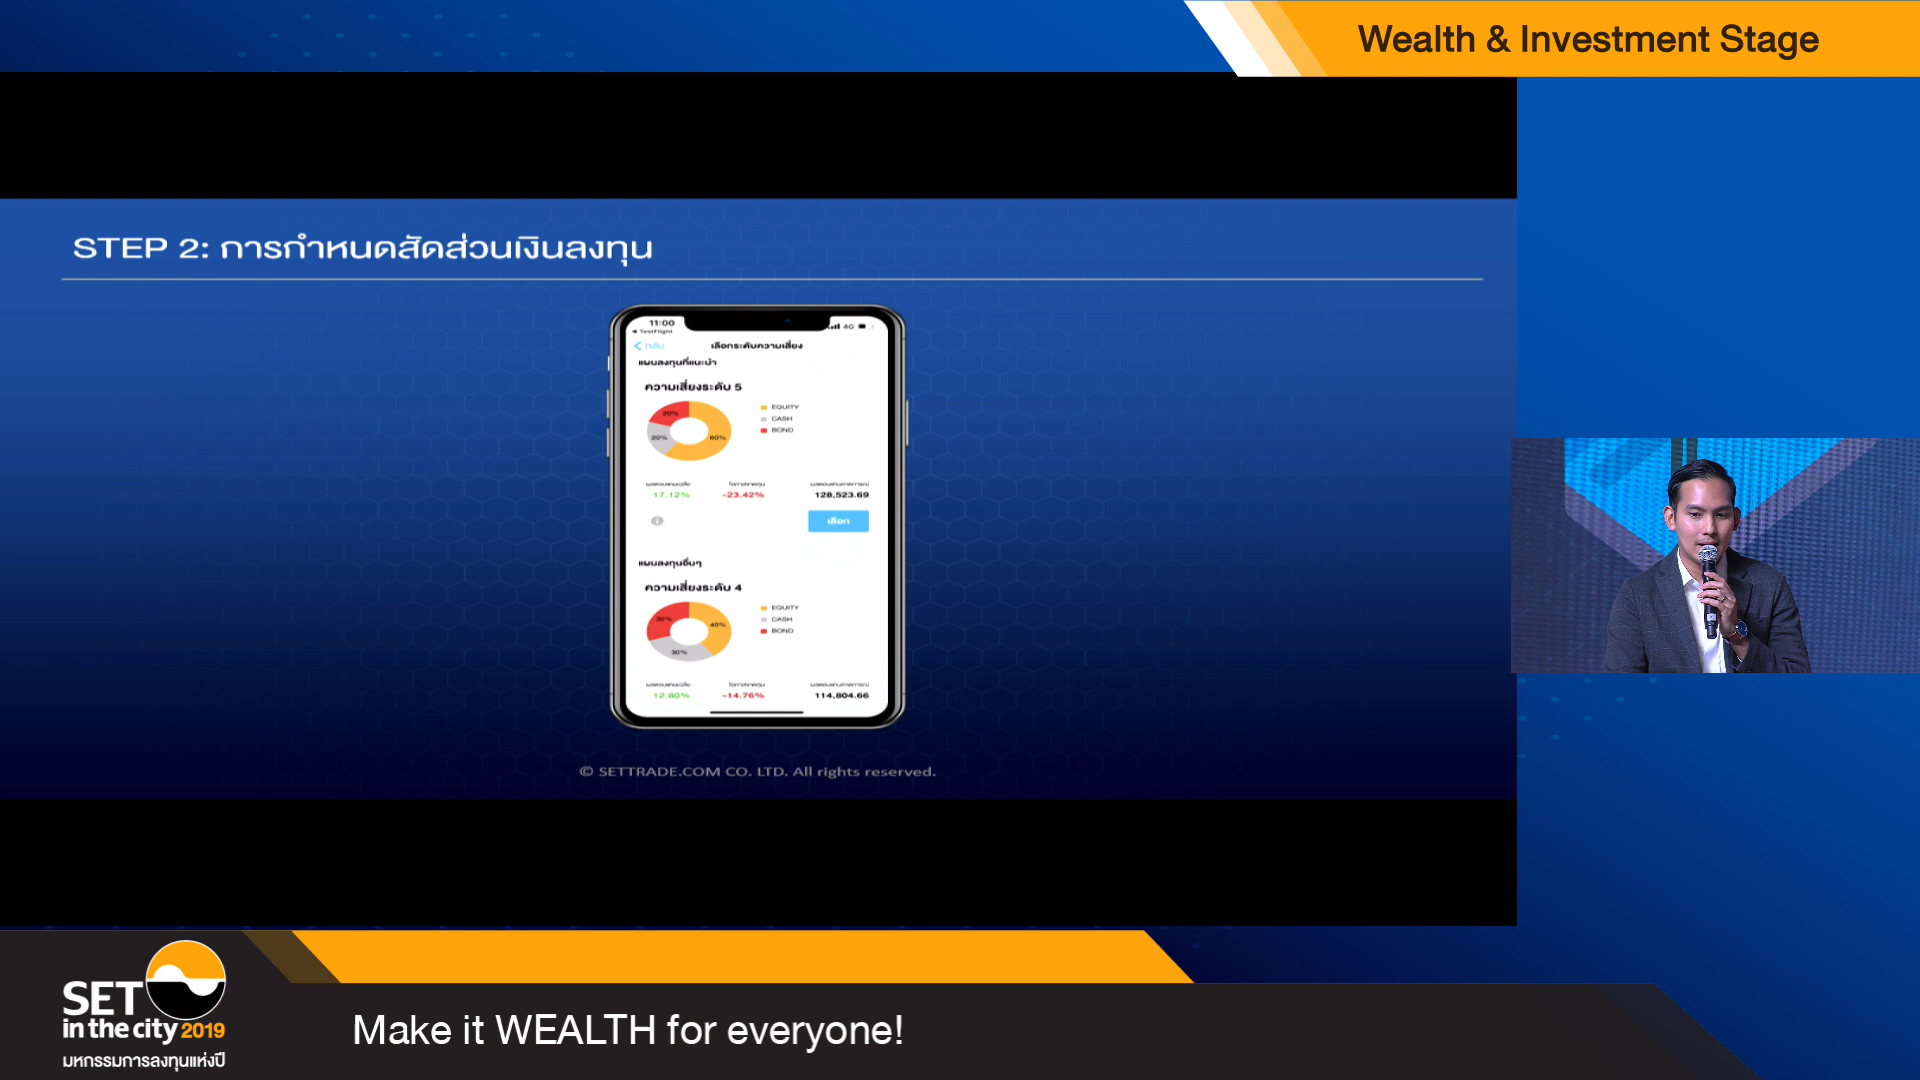 Wealth & Investment Stage
STEP 2: การกำหนดสัดส่วนเงินลงทุน
11:00
4G
TestFlight
กลับ
เลือกระดับความเสี่ยง
แผนลงทุนที่แนะนำ
ความเสี่ยงระดับ 5
20%
20%
60%
EQUITY
CASH
BOND
17.12%
-23.42%
128,523.69
เลือก
แผนลงทุนอื่นๆ
ความเสี่ยงระดับ 4
30%
40%
30%
EQUITY
CASH
BOND
12.80%
-14.76%
114,804.66
© SETTRADE.COM CO. LTD. All rights reserved.
SET
in the city 2019
มหกรรมการลงทุนแห่งปี
Make it WEALTH for everyone!